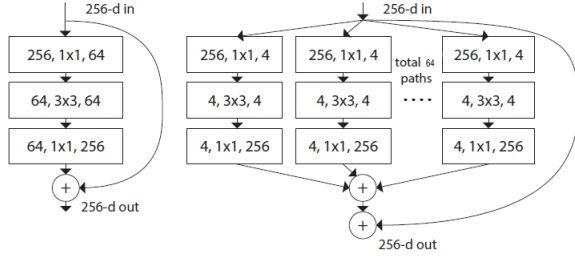 256-d in
256, 1x1, 64
64, 3x3, 64
64, 1x1, 256
+
256-d out
256-d in
256, 1x1, 4
256, 1x1, 4
total 64
paths
....
256, 1x1, 4
4, 3x3, 4
4, 3x3, 4
4, 3x3, 4
4, 1x1, 256
4, 1x1, 256
4, 1x1, 256
+
+
256-d out